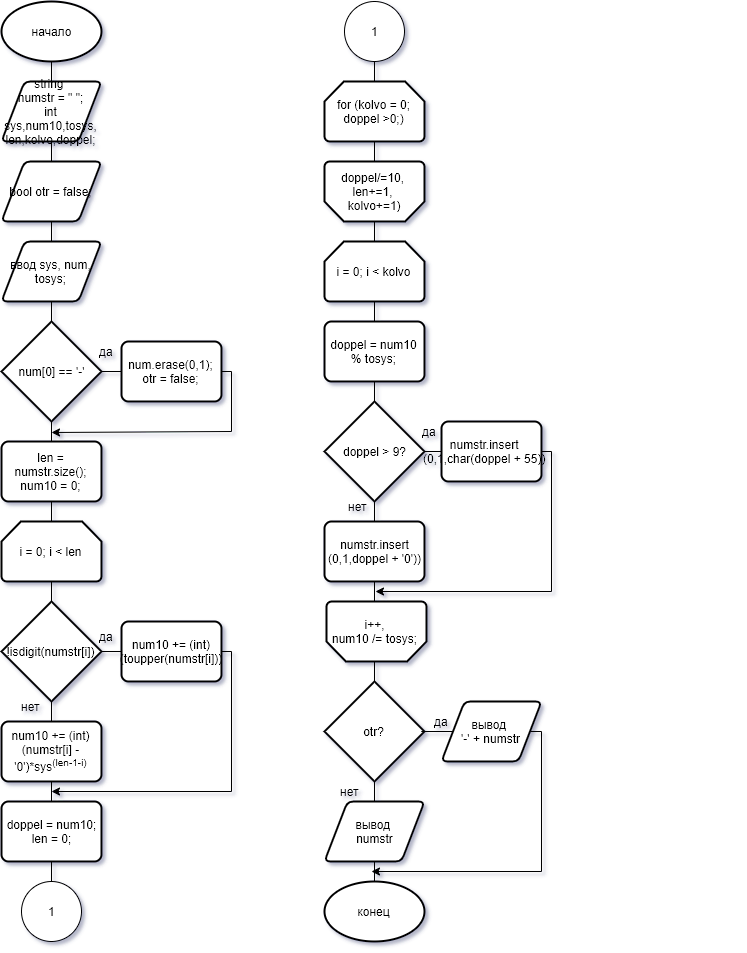 начало
string
numstr = " ";
int
sys,num10,tosys,
len,kolvo,doppel;
bool otr = false;
ввод sys, num,
tosys;
num[0] == '-'
да
num.erase(0,1);
otr = false;
len =
numstr.size();
num10 = 0;
i = 0; i < len
!isdigit(numstr[i])
да
num10 += (int)
(toupper(numstr[i]))
нет
num10 += (int)
(numstr[i] -
'0')*sys(len-1-i)
doppel = num10;
len = 0;
1
1
for (kolvo = 0;
doppel >0;)
doppel/=10,
len+=1,
kolvo+=1)
i = 0; i < kolvo
doppel = num10
% tosys;
doppel > 9?
да
numstr.insert
(0,1,char(doppel + 55))
нет
numstr.insert
(0,1,doppel + '0'))
i++,
num10 /= tosys;
otr?
да
вывод
'-' + numstr
нет
вывод
numstr
конец